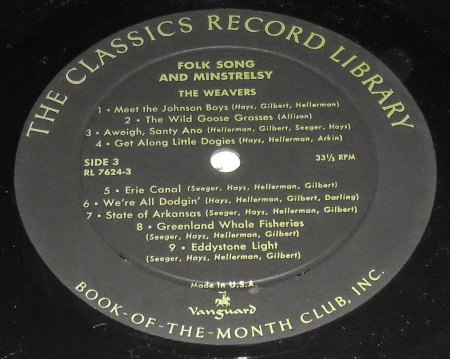 THE CLASSICS RECORD LIBRARY
FOLK SONG
AND MINSTRELSY
THE WEAVERS
1 • Meet the Johnson Boys (Hays, Gilbert, Hellerman)
2 • The Wild Goose Grasses (Allison)
3 • Aweigh, Santy Ano (Hellerman, Gilbert, Seeger, Hays)
4 • Get Along Little Dogies (Hays, Hellerman, Arkin)
SIDE 3
RL 7624-3
33⅓ RPM
5 • Erie Canal (Seeger, Hays, Hellerman, Gilbert)
6 • We're All Dodgin' (Hays, Hellerman, Gilbert, Darling)
7 • State of Arkansas (Seeger, Hays, Hellerman, Gilbert)
8 • Greenland Whale Fisheries
(Seeger, Hays, Hellerman, Gilbert)
9 • Eddystone Light
(Seeger, Hays, Hellerman, Gilbert)
Made in U.S.A.
Vanguard
BOOK-OF-THE-MONTH CLUB, INC.